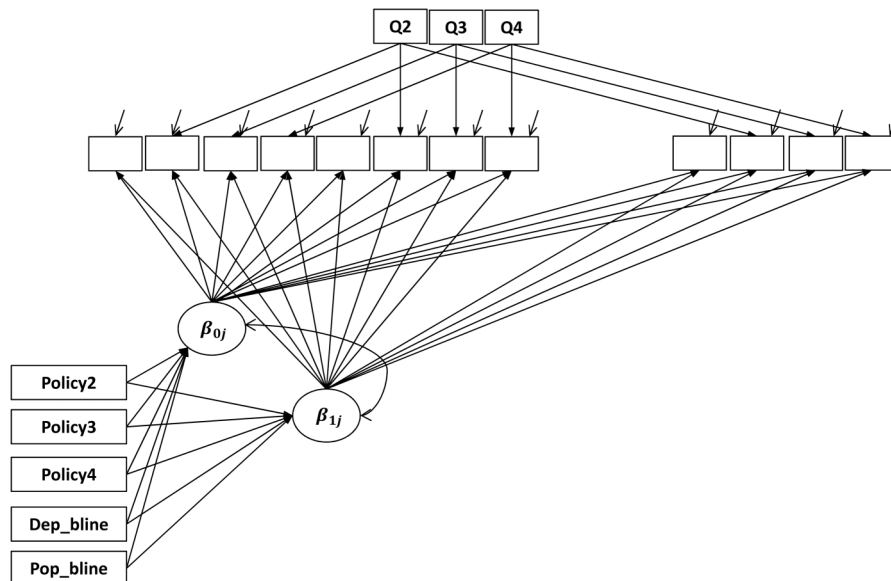 Q2 Q3 Q4
β0j
β1j
Policy2
Policy3
Policy4
Dep_bline
Pop_bline